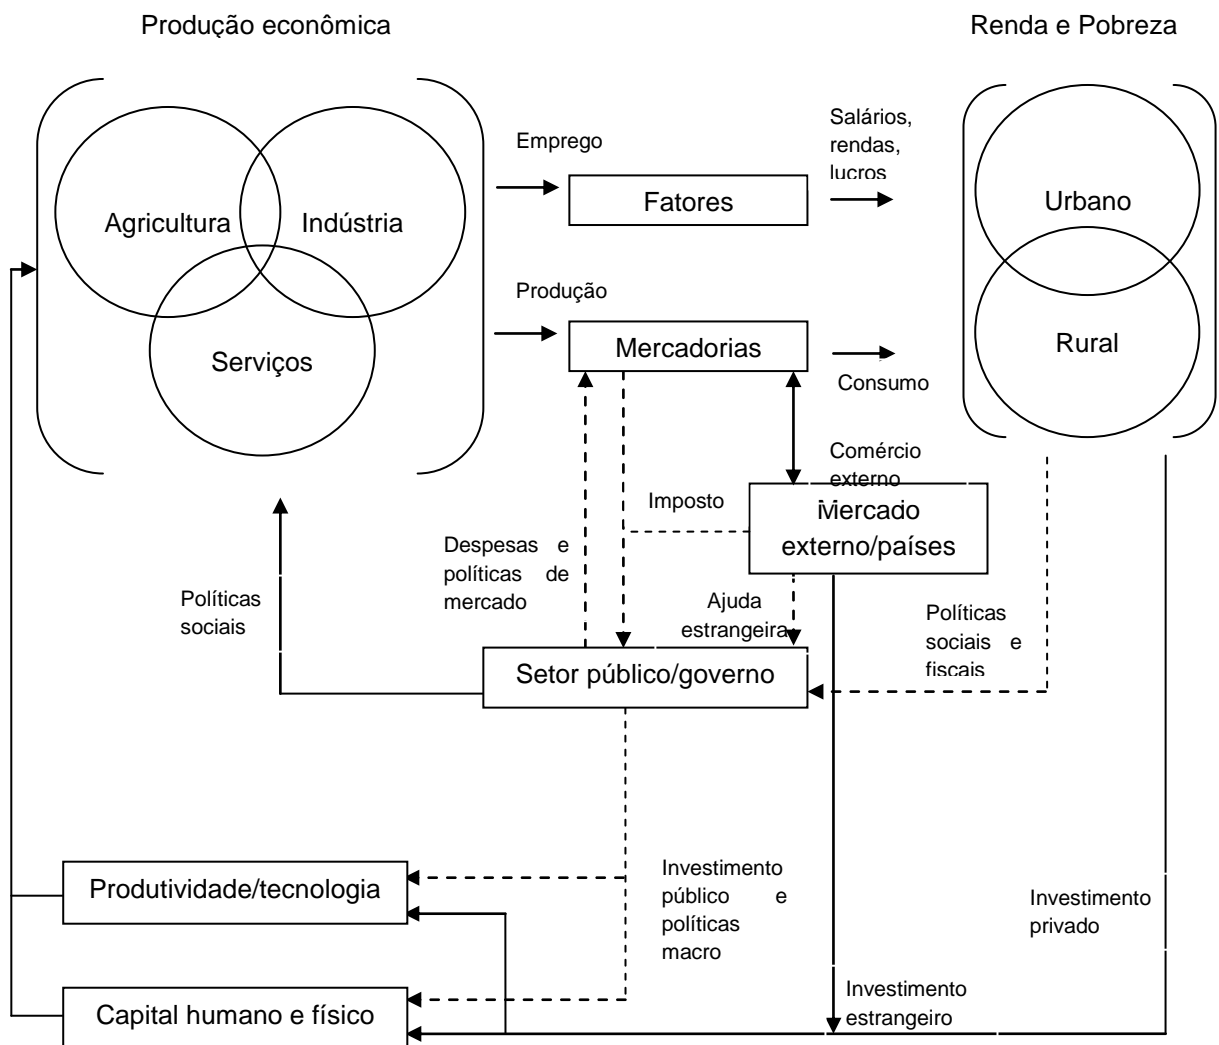 Produção econômica
Renda e Pobreza
Emprego
Salários,
rendas,
lucros
Agricultura
Indústria
Fatores
Urbano
Produção
Serviços
Mercadorias
Rural
Consumo
Comércio
externo
Imposto
Mercado
externo/países
Despesas e
políticas de
mercado
Políticas
sociais
Ajuda
estrangeira
Políticas
sociais e
fiscais
Setor público/governo
Produtividade/tecnologia
Investimento
público e
políticas
macro
Investimento
privado
Capital humano e físico
Investimento
estrangeiro